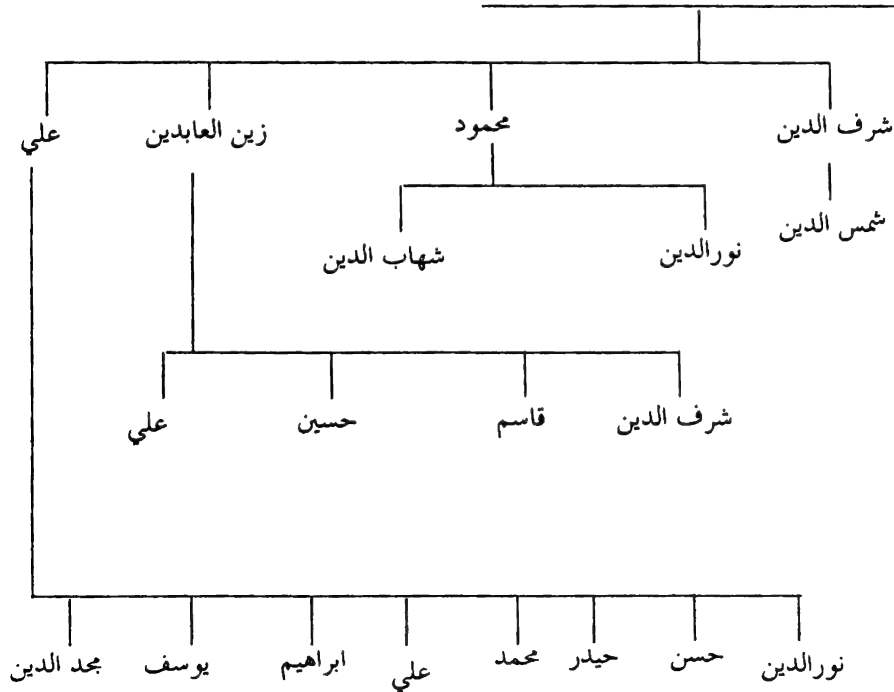 شرف الدين محمود زين العابدين علي
شمس الدين
نورالدين شهاب الدين
شرف الدين قاسم حسين علي
نورالدين حسن حيدر محمد علي ابراهيم يوسف مجد الدين